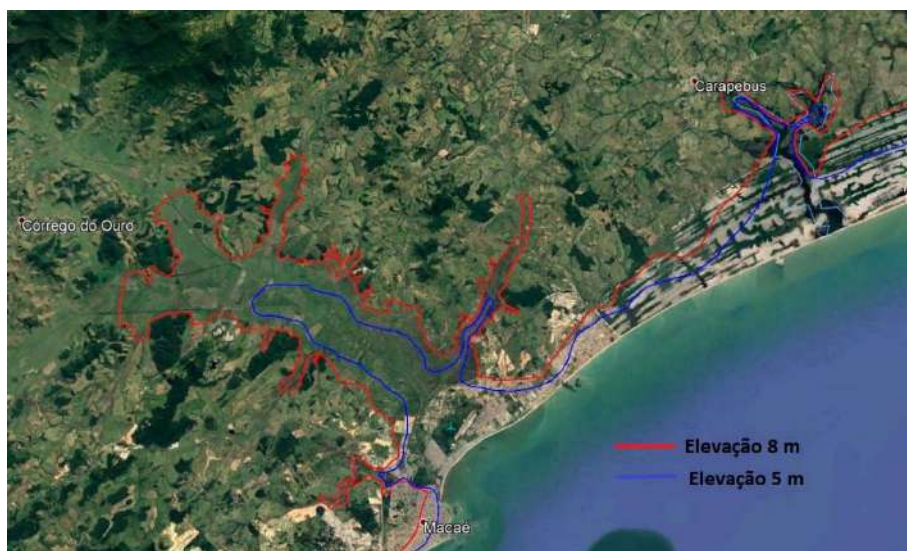 Carapebus
Córrego do Ouro
Elevação 8 m
Elevação 5 m
Macaé